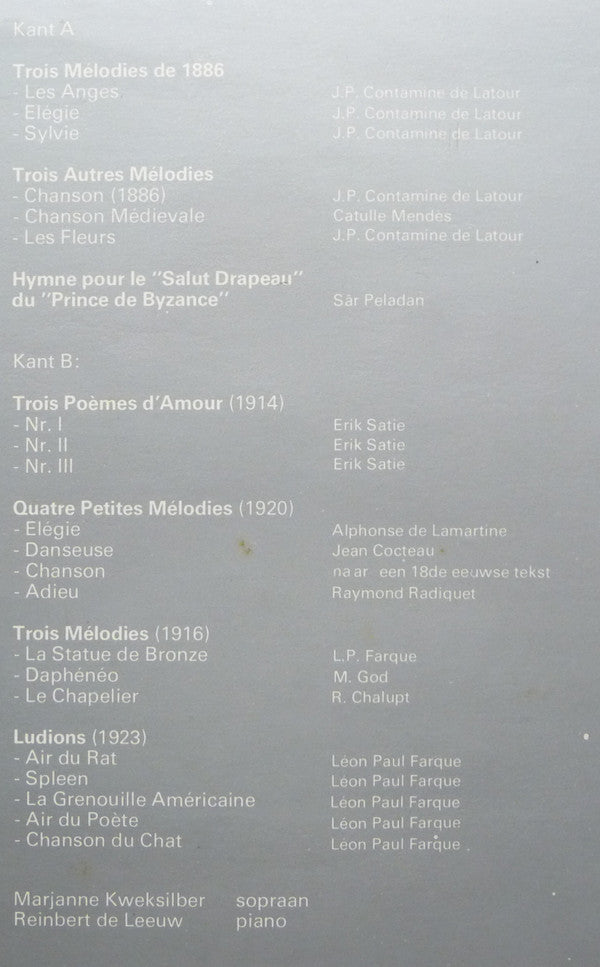 Kant A
Trois Mélodies de 1886
- Les Anges J.P. Contamine de Latour
- Elégie J.P. Contamine de Latour
- Sylvie J.P. Contamine de Latour
Trois Autres Mélodies
- Chanson (1886) J.P. Contamine de Latour
- Chanson Médievale Catulle Mendès
- Les Fleurs J.P. Contamine de Latour
Hymne pour le "Salut Drapeau"
du "Prince de Byzance" Sâr Peladan
Kant B:
Trois Poèmes d'Amour (1914)
- Nr. I Erik Satie
- Nr. II Erik Satie
- Nr. III Erik Satie
Quatre Petites Mélodies (1920)
- Elégie Alphonse de Lamartine
- Danseuse Jean Cocteau
- Chanson naar een 18de eeuwse tekst
- Adieu Raymond Radiquet
Trois Mélodies (1916)
- La Statue de Bronze L.P. Farque
- Daphénéo M. God
- Le Chapelier R. Chalupt
Ludions (1923)
- Air du Rat Léon Paul Farque
- Spleen Léon Paul Farque
- La Grenouille Américaine Léon Paul Farque
- Air du Poète Léon Paul Farque
- Chanson du Chat Léon Paul Farque
Marjanne Kweksilber sopraan
Reinbert de Leeuw piano